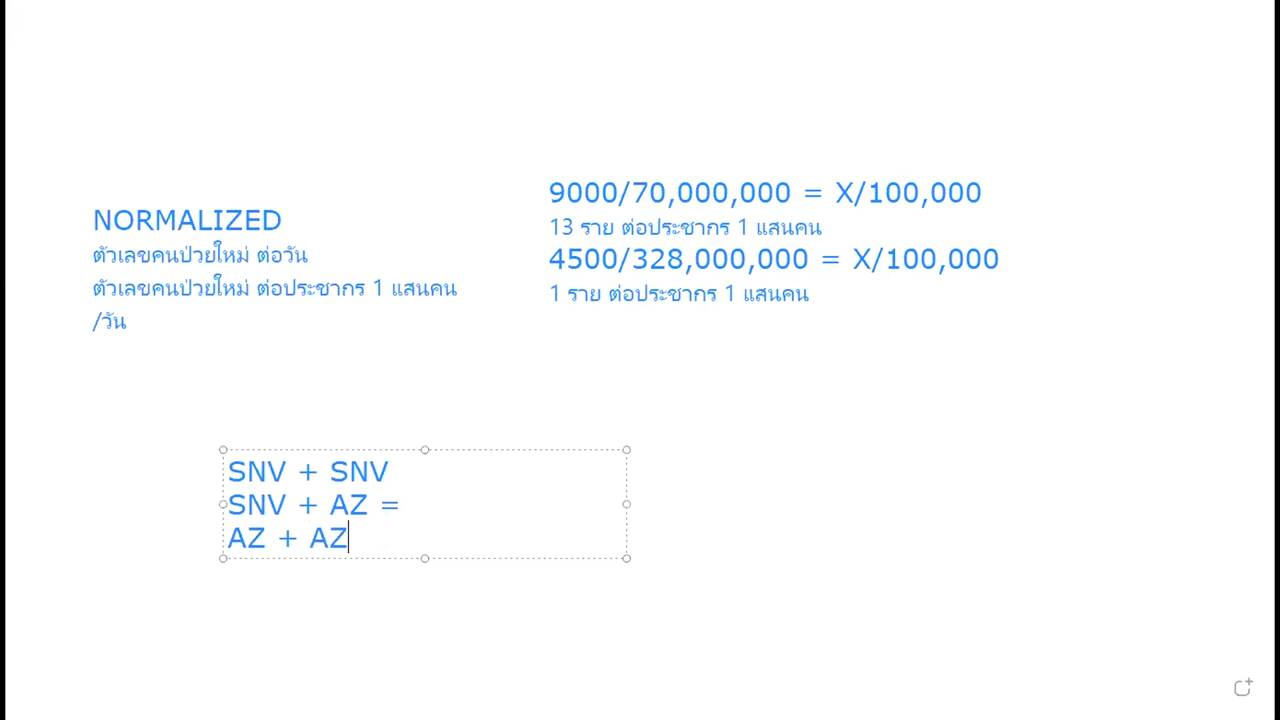 NORMALIZED
ตัวเลขคนป่วยใหม่ ต่อวัน
ตัวเลขคนป่วยใหม่ ต่อประชากร 1 แสนคน
/วัน
9000/70,000,000 = X/100,000
13 ราย ต่อประชากร 1 แสนคน
4500/328,000,000 = X/100,000
1 ราย ต่อประชากร 1 แสนคน
SNV + SNV
SNV + AZ =
AZ + AZ